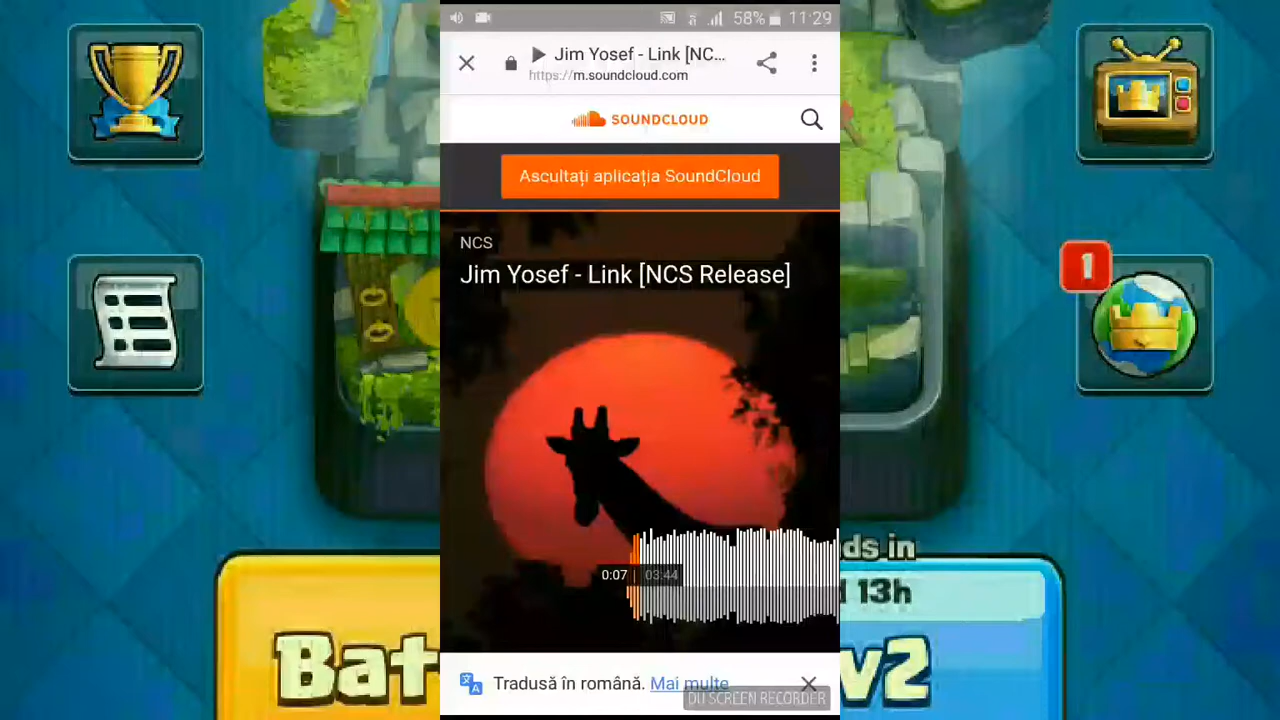 58% 11:29
Jim Yosef - Link [NC...
https://m.soundcloud.com
SOUNDCLOUD
Ascultați aplicația SoundCloud
NCS
Jim Yosef - Link [NCS Release]
1
0:07 | 03:44
ds in
13h
Bat
v2
Tradusă în română. Mai multe
DU SCREEN RECORDER